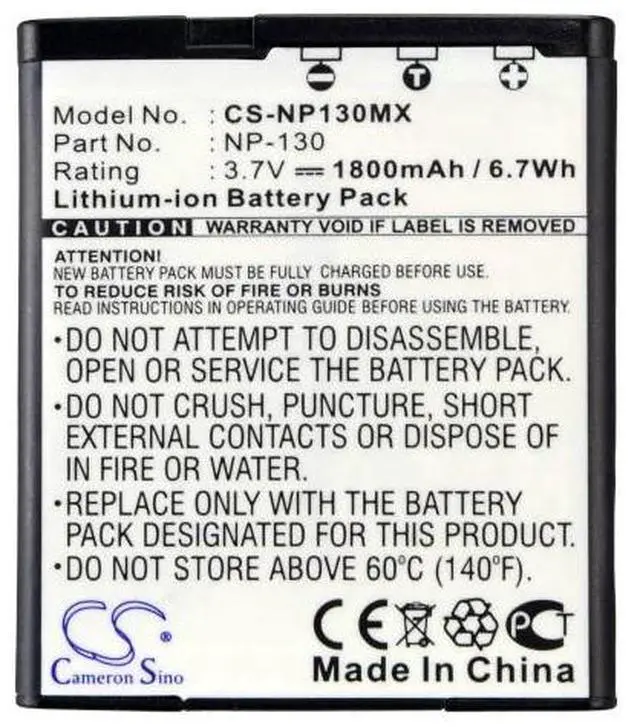 - T +
Model No. : CS-NP130MX
Part No. : NP-130
Rating : 3.7V ⎓ 1800mAh / 6.7Wh
Lithium-ion Battery Pack
CAUTION WARRANTY VOID IF LABEL IS REMOVED
ATTENTION!
NEW BATTERY PACK MUST BE FULLY CHARGED BEFORE USE.
TO REDUCE RISK OF FIRE OR BURNS
READ INSTRUCTIONS IN OPERATING GUIDE BEFORE USING THE BATTERY.
•DO NOT ATTEMPT TO DISASSEMBLE,
OPEN OR SERVICE THE BATTERY PACK.
•DO NOT CRUSH, PUNCTURE, SHORT
EXTERNAL CONTACTS OR DISPOSE OF
IN FIRE OR WATER.
•REPLACE ONLY WITH THE BATTERY
PACK DESIGNATED FOR THIS PRODUCT.
•DO NOT STORE ABOVE 60°C (140°F).
CS ®
CE PCT
Cameron Sino
Made In China